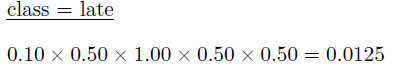 class = late
0.10 × 0.50 × 1.00 × 0.50 × 0.50 = 0.0125